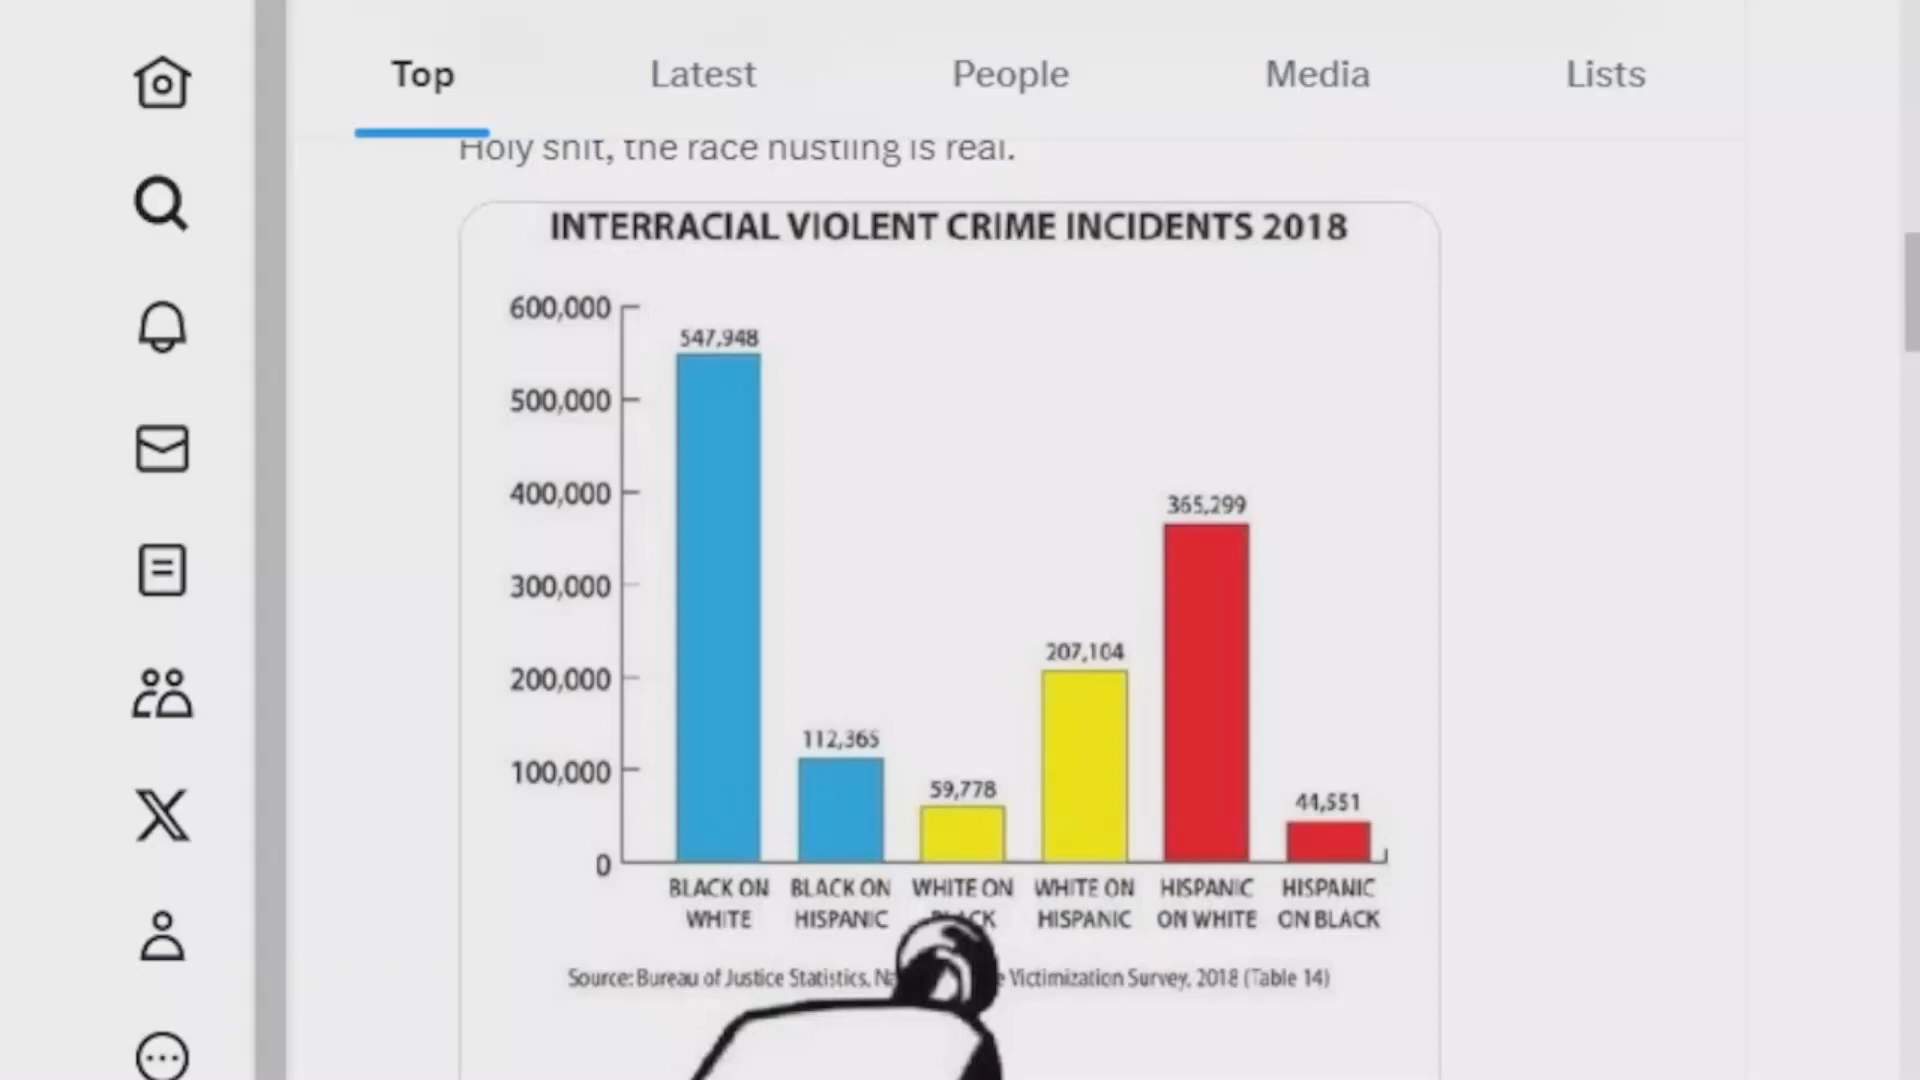 Top Latest People Media Lists
Holy shit, the race hustling is real.
INTERRACIAL VIOLENT CRIME INCIDENTS 2018
600,000
547,948
500,000
400,000
365,299
300,000
207,104
200,000
112,365
100,000
59,778
44,551
0
BLACK ON WHITE
BLACK ON HISPANIC
WHITE ON BLACK
WHITE ON HISPANIC
HISPANIC ON WHITE
HISPANIC ON BLACK
Source: Bureau of Justice Statistics, Victimization Survey, 2018 (Table 14)